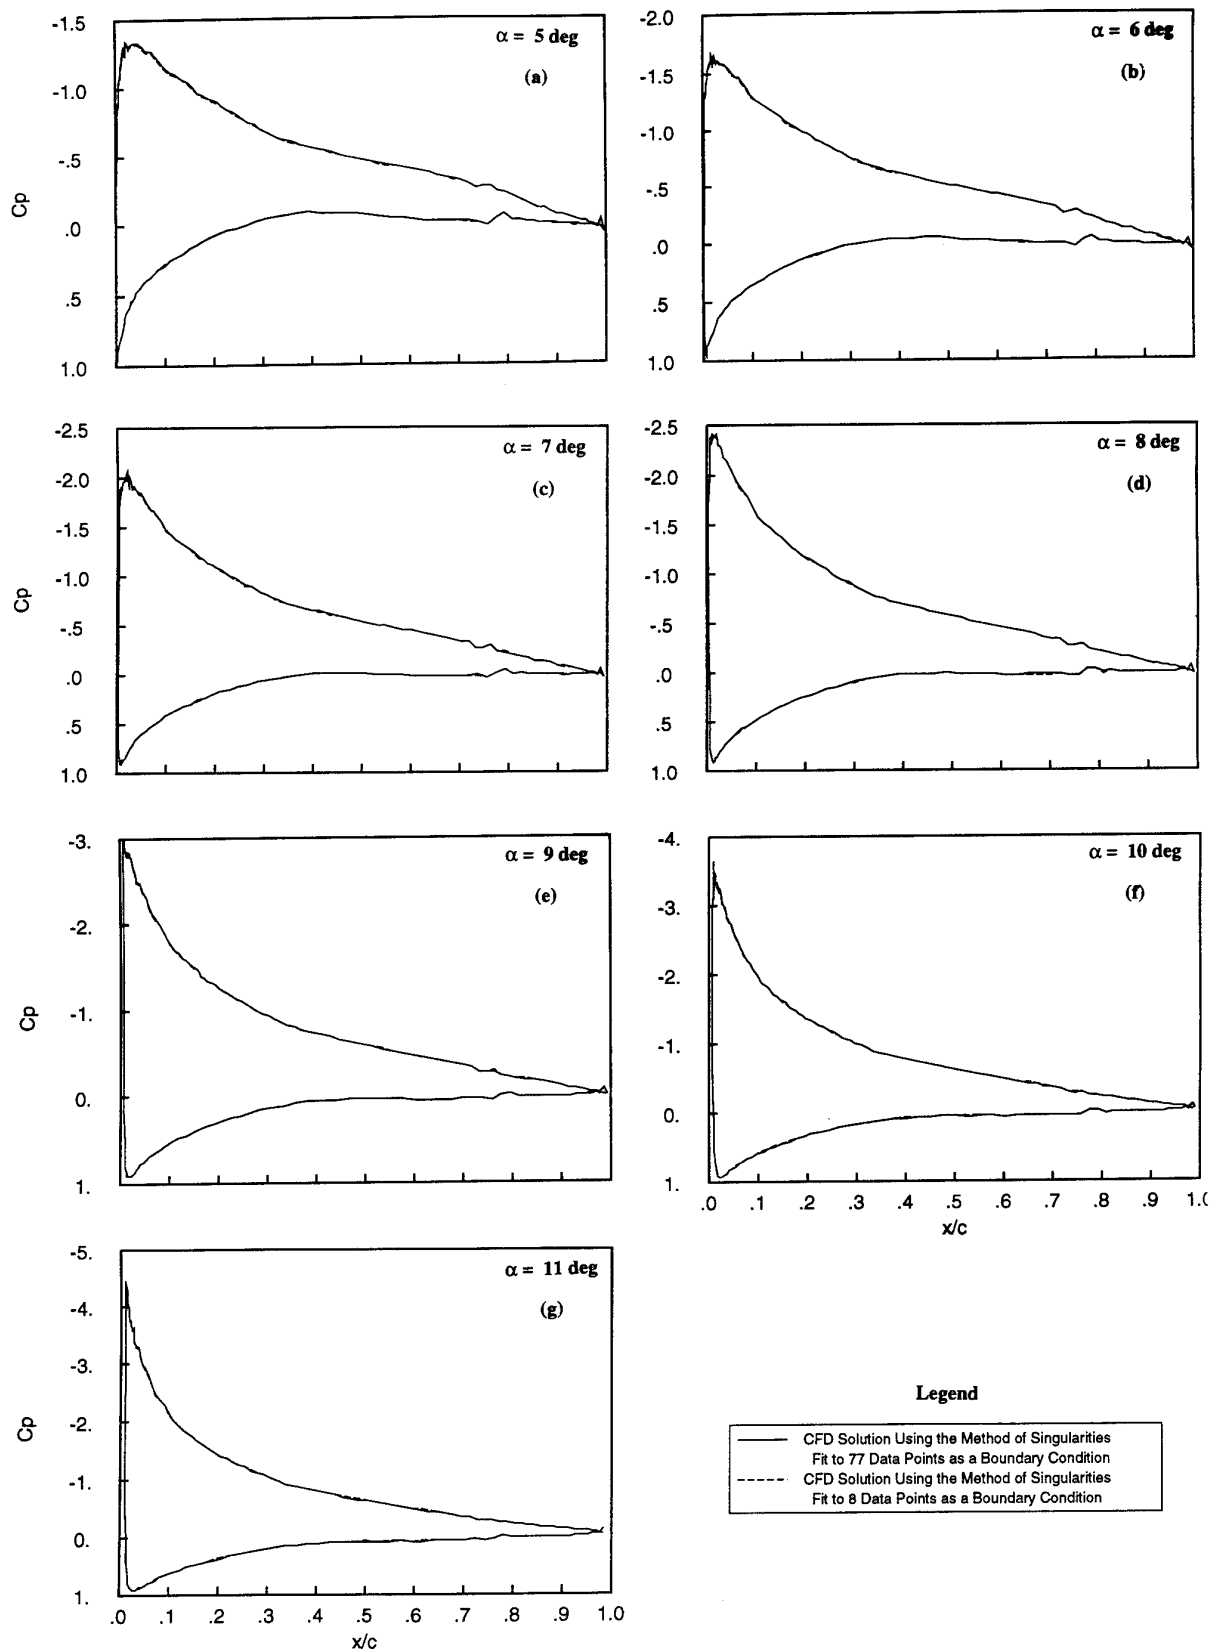 -1.5
-1.0
-.5
.0
.5
1.0
Cp
α = 5 deg
(a)
-2.0
-1.5
-1.0
-.5
.0
.5
1.0
α = 6 deg
(b)
-2.5
-2.0
-1.5
-1.0
-.5
.0
.5
1.0
Cp
α = 7 deg
(c)
-2.5
-2.0
-1.5
-1.0
-.5
.0
.5
1.0
α = 8 deg
(d)
-3.
-2.
-1.
0.
1.
Cp
α = 9 deg
(e)
-4.
-3.
-2.
-1.
0.
1.
α = 10 deg
(f)
.0 .1 .2 .3 .4 .5 .6 .7 .8 .9 1.0
x/c
-5.
-4.
-3.
-2.
-1.
0.
1.
Cp
α = 11 deg
(g)
.0 .1 .2 .3 .4 .5 .6 .7 .8 .9 1.0
x/c
Legend
CFD Solution Using the Method of Singularities
Fit to 77 Data Points as a Boundary Condition
CFD Solution Using the Method of Singularities
Fit to 8 Data Points as a Boundary Condition